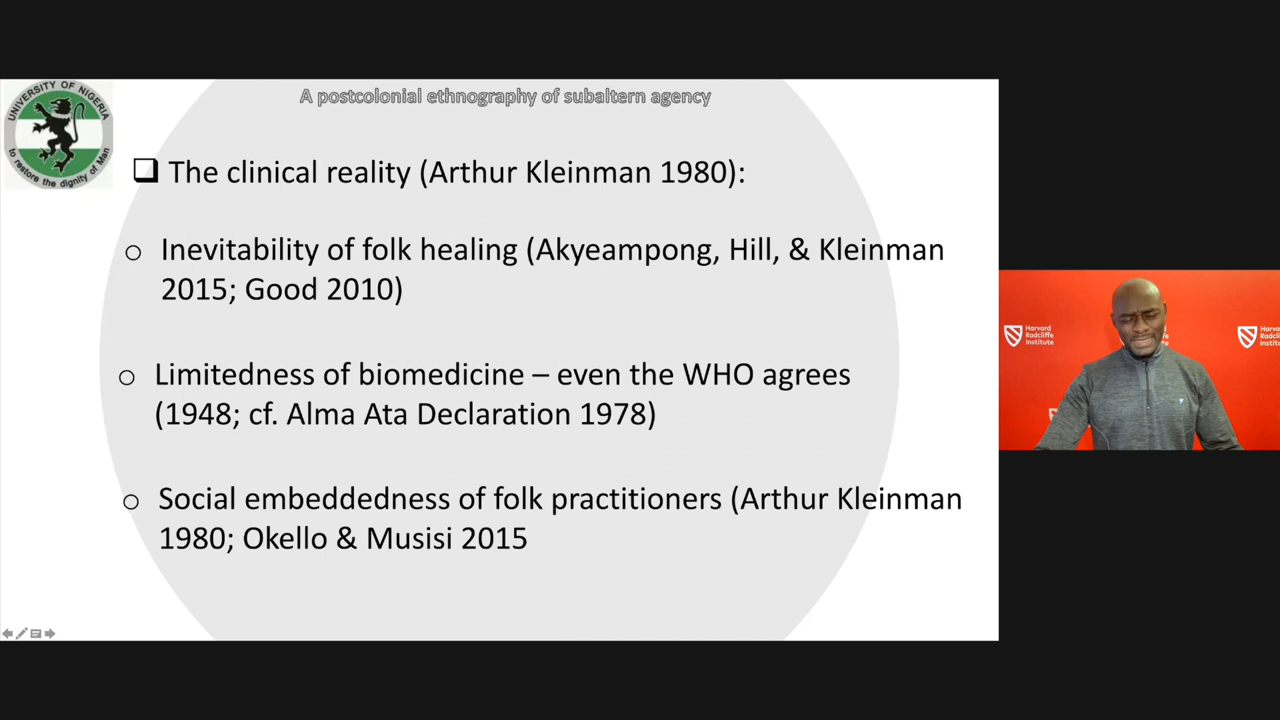 UNIVERSITY OF NIGERIA
to restore the dignity of Man
A postcolonial ethnography of subaltern agency
❑ The clinical reality (Arthur Kleinman 1980):
o Inevitability of folk healing (Akyeampong, Hill, & Kleinman
2015; Good 2010)
o Limitedness of biomedicine – even the WHO agrees
(1948; cf. Alma Ata Declaration 1978)
o Social embeddedness of folk practitioners (Arthur Kleinman
1980; Okello & Musisi 2015
Harvard
Radcliffe
Institute
Harvard
Radcliffe
Institu